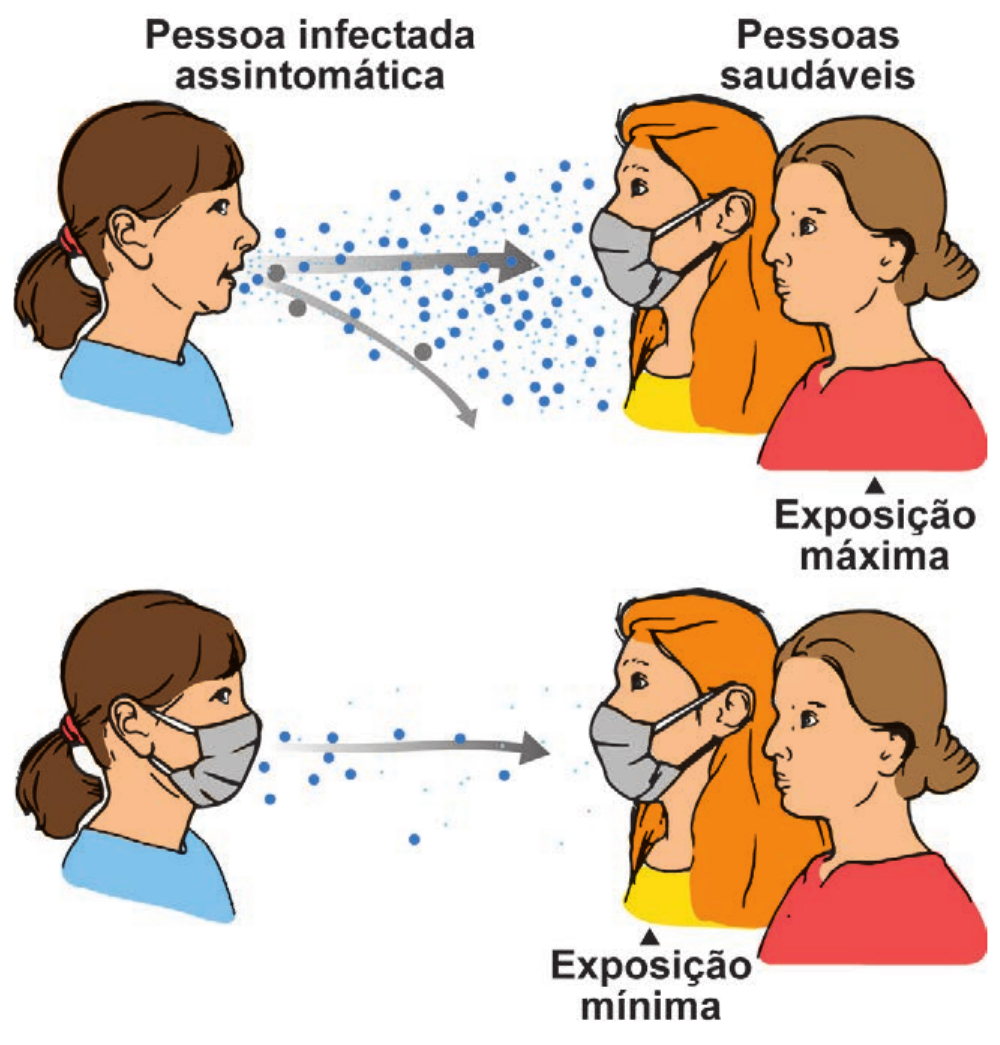 Pessoa infectada
assintomática
Pessoas
saudáveis
Exposição
máxima
Exposição
mínima